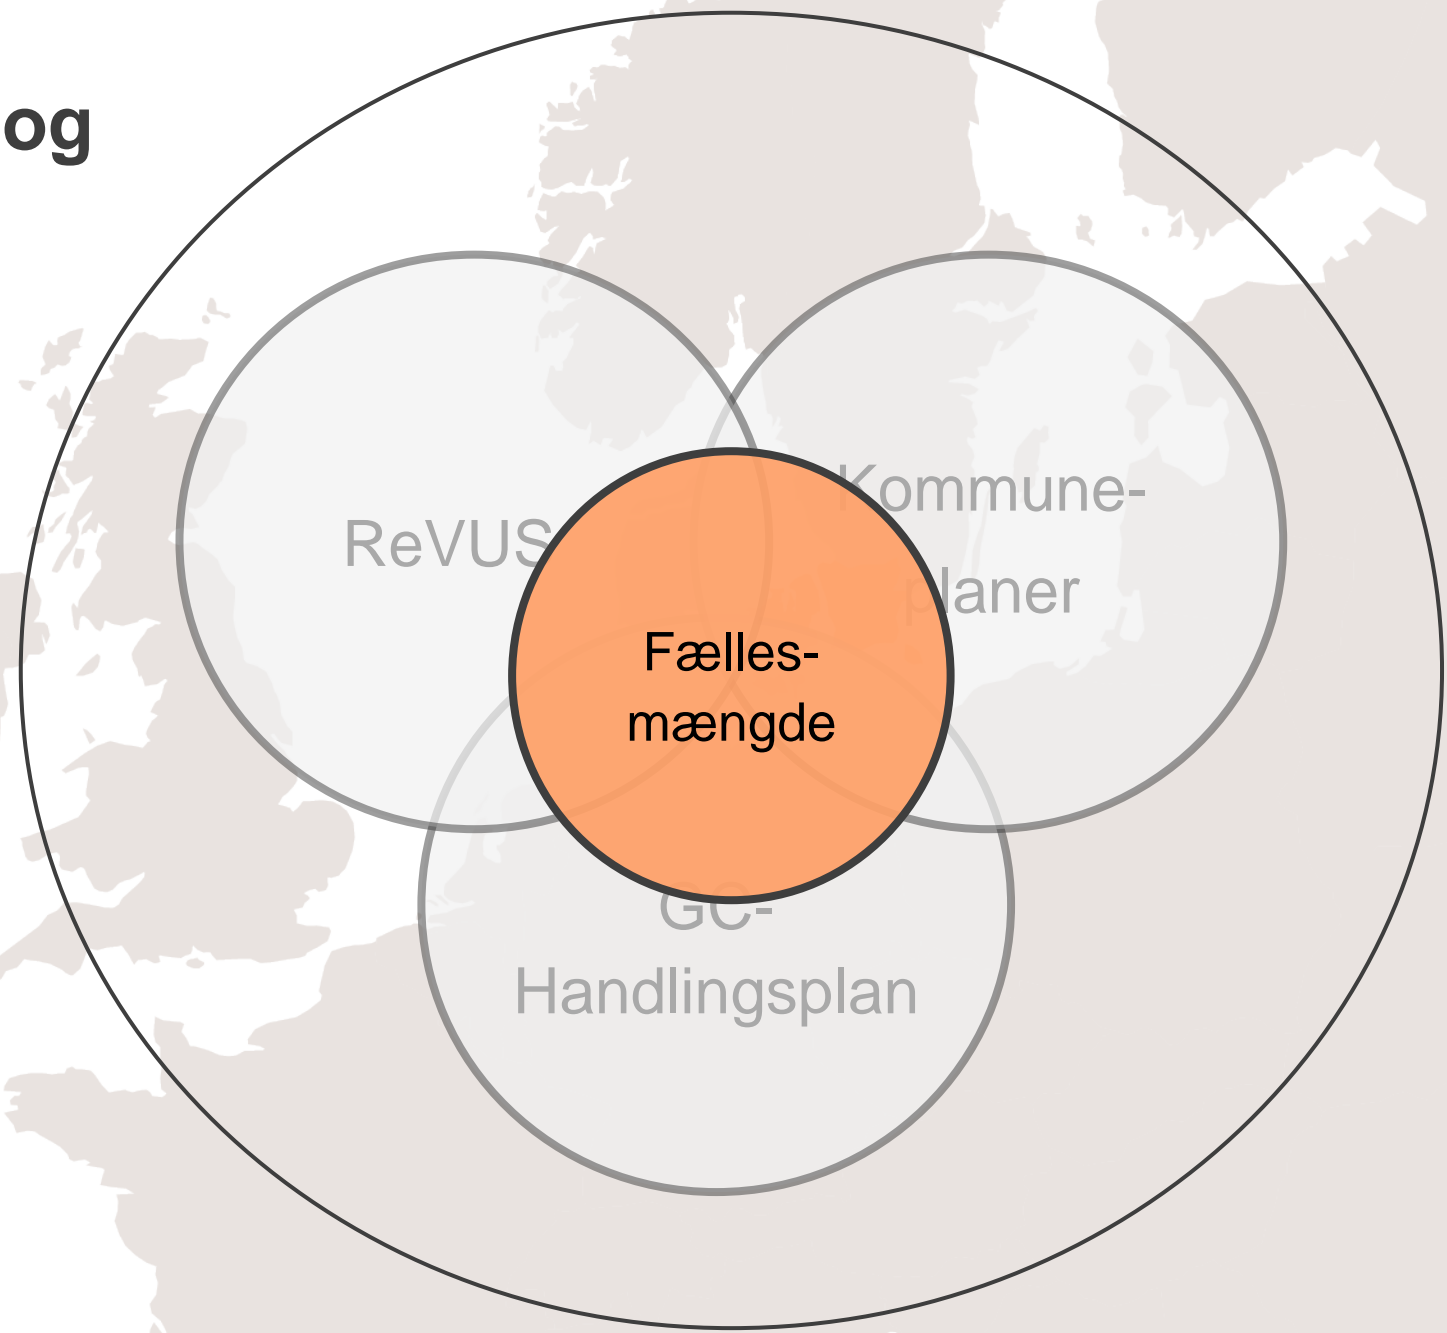 og
ReVUS
Kommune-
planer
Fælles-
mængde
GC-
Handlingsplan